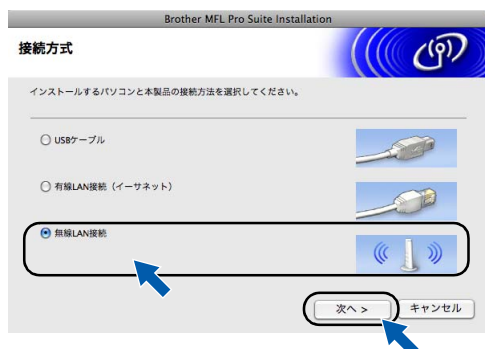 Brother MFL Pro Suite Installation
接続方式
インストールするパソコンと本製品の接続方法を選択してください。
USBケーブル
有線LAN接続（イーサネット）
無線LAN接続
次へ >
キャンセル